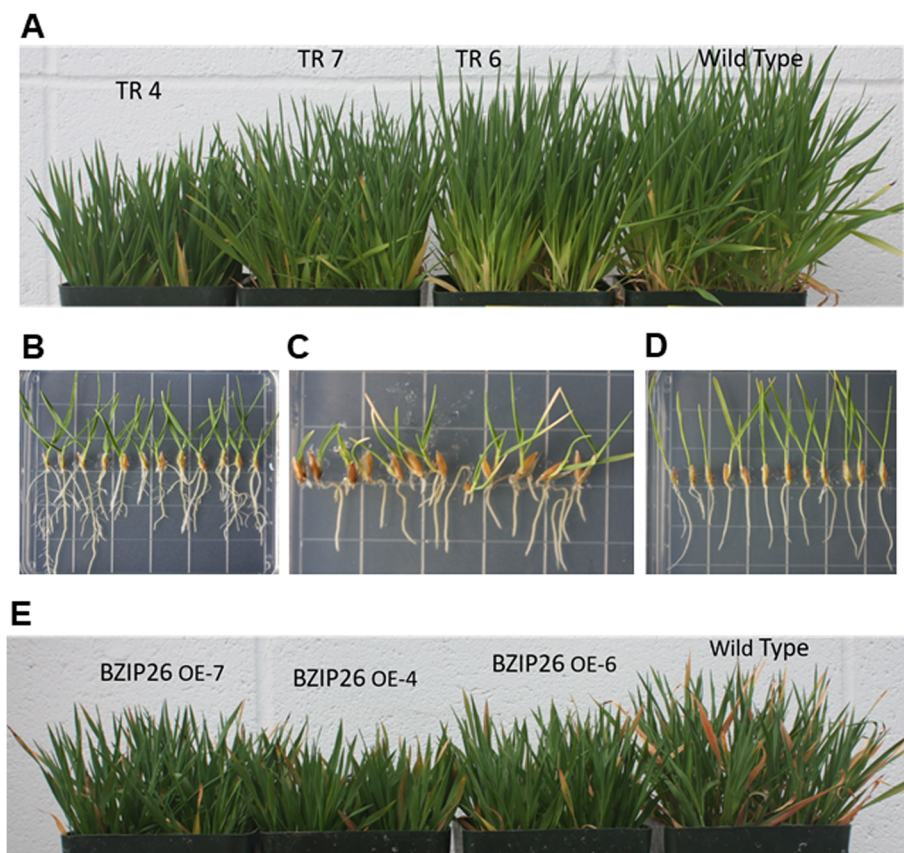 A
TR 4
TR 7
TR 6
Wild Type
B
C
D
E
BZIP26 OE-7
BZIP26 OE-4
BZIP26 OE-6
Wild Type